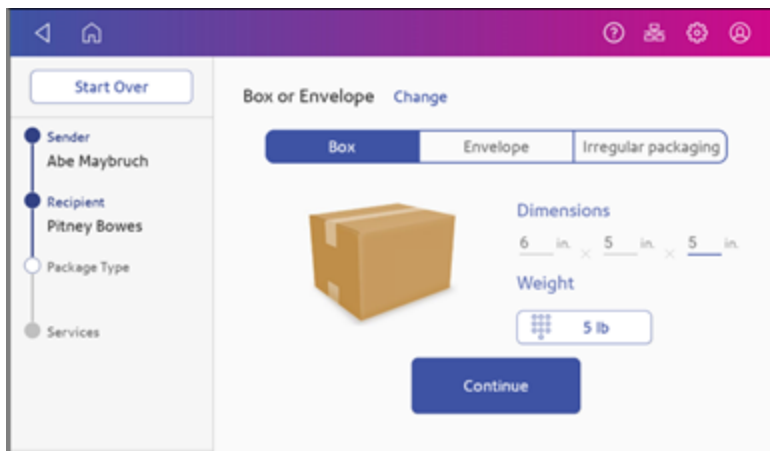 Start Over
Sender
Abe Maybruch
Recipient
Pitney Bowes
Package Type
Services
Box or Envelope Change
Box Envelope Irregular packaging
Dimensions
6 in. × 5 in. × 5 in.
Weight
5 lb
Continue